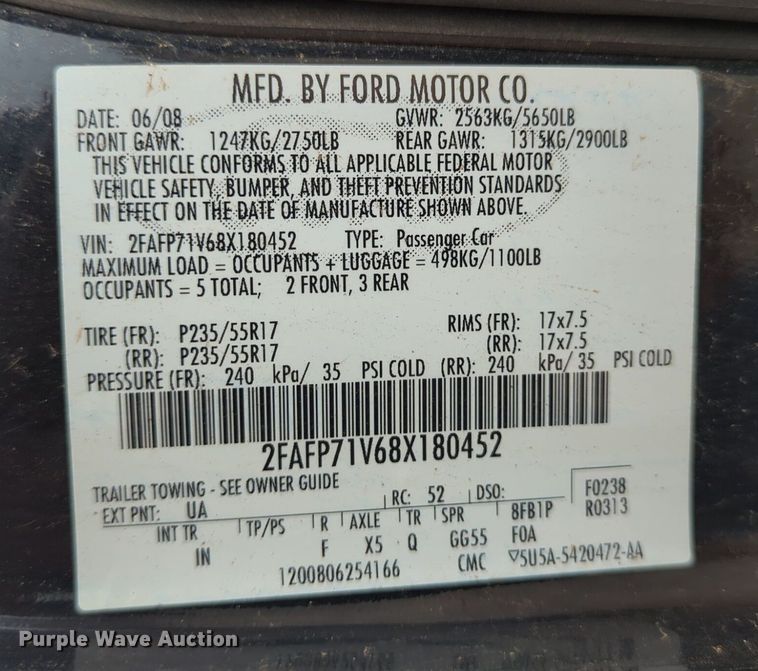 MFD. BY FORD MOTOR CO.
DATE: 06/08 GVWR: 2563KG/5650LB
FRONT GAWR: 1247KG/2750LB REAR GAWR: 1315KG/2900LB
THIS VEHICLE CONFORMS TO ALL APPLICABLE FEDERAL MOTOR
VEHICLE SAFETY, BUMPER, AND THEFT PREVENTION STANDARDS
IN EFFECT ON THE DATE OF MANUFACTURE SHOWN ABOVE.
VIN: 2FAFP71V68X180452 TYPE: Passenger Car
MAXIMUM LOAD = OCCUPANTS + LUGGAGE = 498KG/1100LB
OCCUPANTS = 5 TOTAL; 2 FRONT, 3 REAR
TIRE (FR): P235/55R17 RIMS (FR): 17x7.5
(RR): P235/55R17 (RR): 17x7.5
PRESSURE (FR): 240 kPa/ 35 PSI COLD (RR): 240 kPa/ 35 PSI COLD
2FAFP71V68X180452
TRAILER TOWING - SEE OWNER GUIDE
EXT PNT: UA RC: 52 DSO: F0238
R0313
INT TR TP/PS R AXLE TR SPR 8FB1P
IN F X5 Q GG55 F0A
1200806254166 CMC ▽5U5A-5420472-AA
Purple Wave Auction